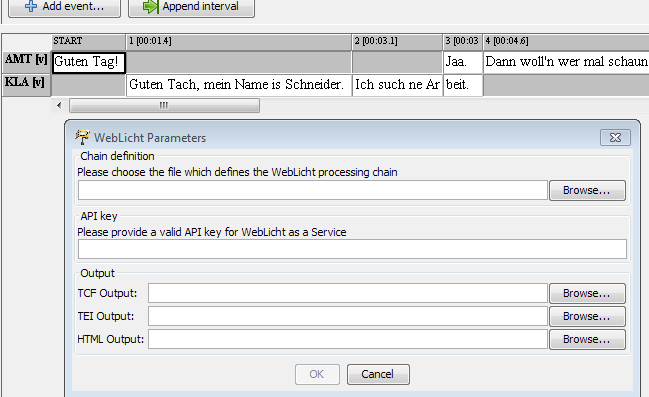 Add event... Append interval
START 1 [00:01.4] 2 [00:03.1] 3 [00:03 4 [00:04.6]
AMT [v] Guten Tag! Jaa. Dann woll'n wer mal schaun
KLA [v] Guten Tach, mein Name is Schneider. Ich such ne Ar beit.
WebLicht Parameters
Chain definition
Please choose the file which defines the WebLicht processing chain
Browse...
API key
Please provide a valid API key for WebLicht as a Service
Output
TCF Output: Browse...
TEI Output: Browse...
HTML Output: Browse...
OK Cancel